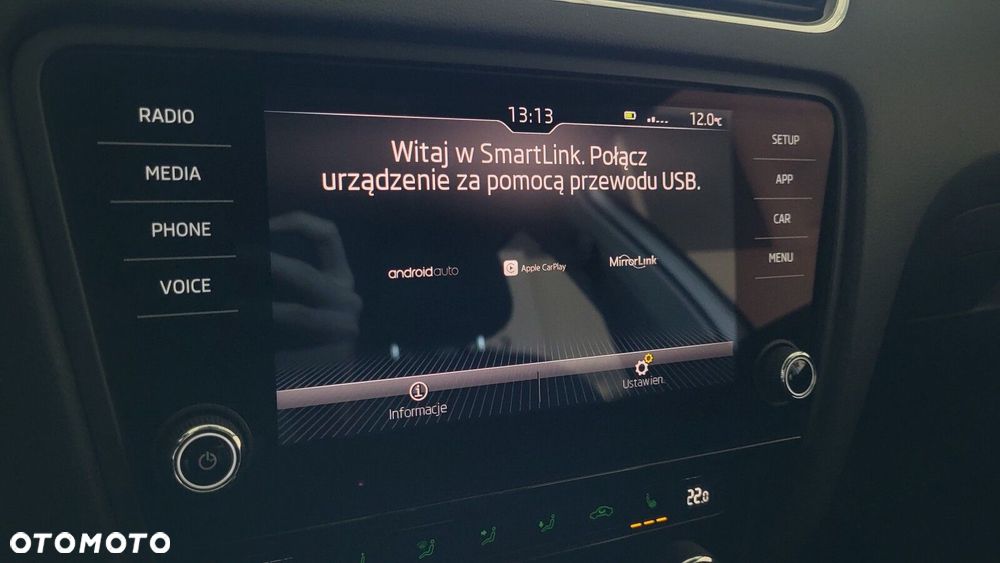 RADIO
MEDIA
PHONE
VOICE
13:13
12.0°C
Witaj w SmartLink. Połącz
urządzenie za pomocą przewodu USB.
androidauto
Apple CarPlay
MirrorLink
Informacje
Ustawien.
SETUP
APP
CAR
MENU
22.0
OTOMOTO